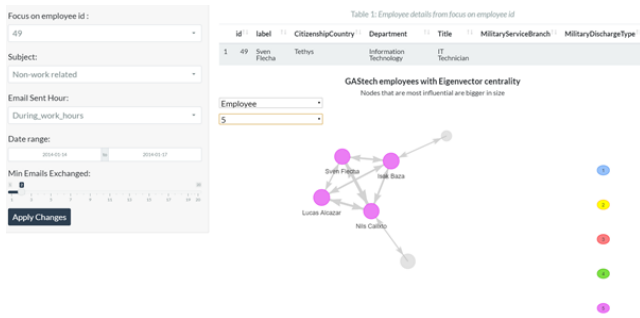 Focus on employee id :
49
Subject:
Non-work related
Email Sent Hour:
During_work_hours
Date range:
2014-01-14 to 2014-01-17
Min Emails Exchanged:
Apply Changes
Table 1: Employee details from focus on employee id
id label CitizenshipCountry Department Title MilitaryServiceBranch MilitaryDischargeType
1 49 Sven Flecha Tethys Information Technology IT Technician
GAStech employees with Eigenvector centrality
Nodes that are most influential are bigger in size
Employee
5
Sven Flecha
Isak Baza
Lucas Alcazar
Nils Calixto
1
2
3
4
5